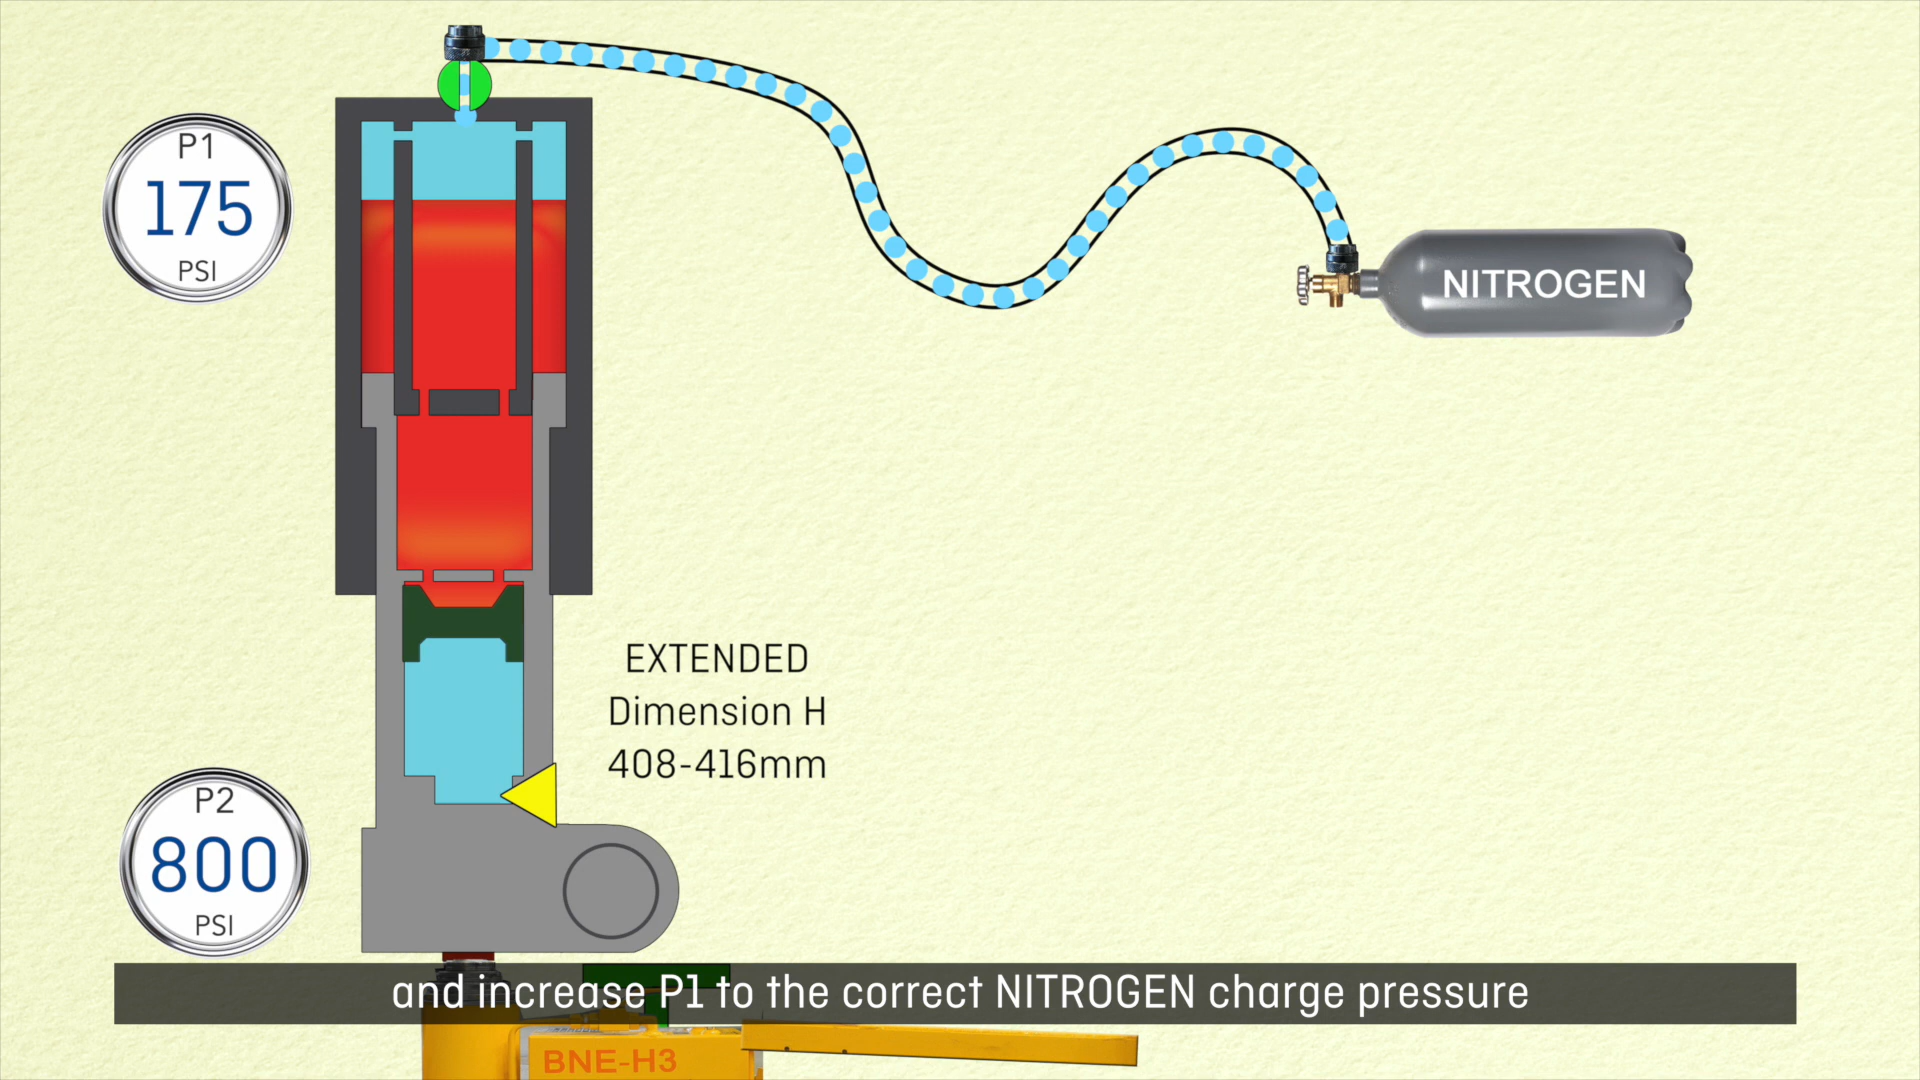 P1
175
PSI
NITROGEN
EXTENDED
Dimension H
408-416mm
P2
800
PSI
and increase P1 to the correct NITROGEN charge pressure
BNE-H3